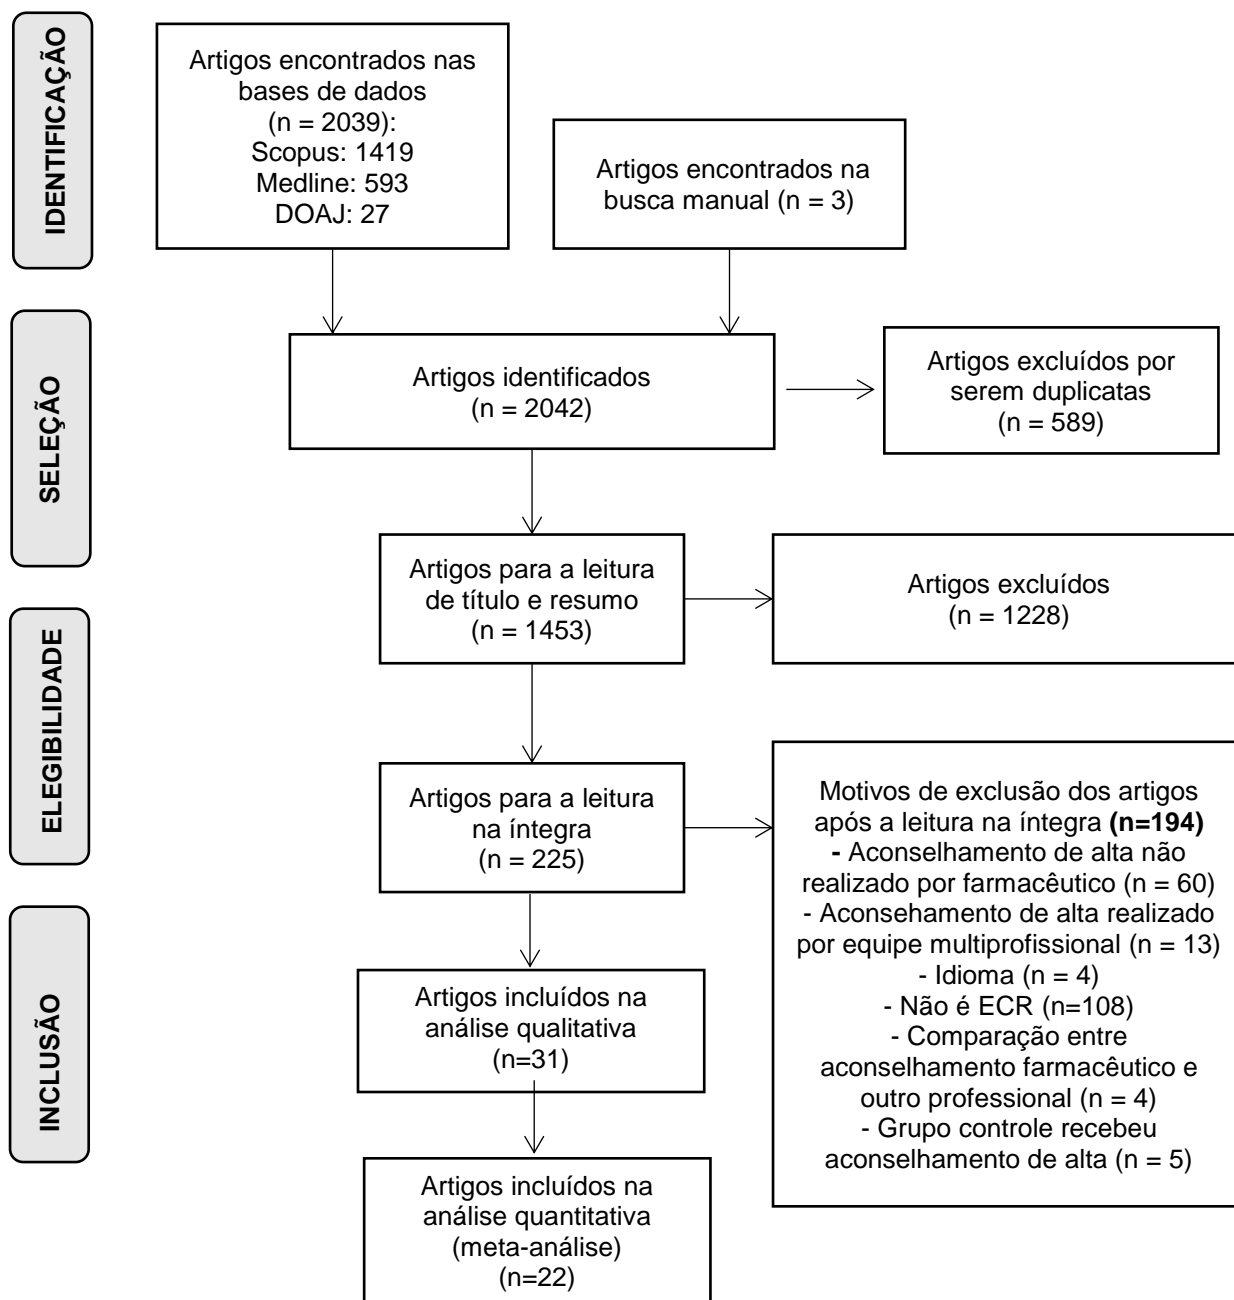 IDENTIFICAÇÃO
Artigos encontrados nas
bases de dados
(n = 2039):
Scopus: 1419
Medline: 593
DOAJ: 27
Artigos encontrados na
busca manual (n = 3)
SELEÇÃO
Artigos identificados
(n = 2042)
Artigos excluídos por
serem duplicatas
(n = 589)
Artigos para a leitura
de título e resumo
(n = 1453)
Artigos excluídos
(n = 1228)
ELEGIBILIDADE
Artigos para a leitura
na íntegra
(n = 225)
Motivos de exclusão dos artigos
após a leitura na íntegra (n=194)
- Aconselhamento de alta não
realizado por farmacêutico (n = 60)
- Aconsehamento de alta realizado
por equipe multiprofissional (n = 13)
- Idioma (n = 4)
- Não é ECR (n=108)
- Comparação entre
aconselhamento farmacêutico e
outro professional (n = 4)
- Grupo controle recebeu
aconselhamento de alta (n = 5)
INCLUSÃO
Artigos incluídos na
análise qualitativa
(n=31)
Artigos incluídos na
análise quantitativa
(meta-análise)
(n=22)